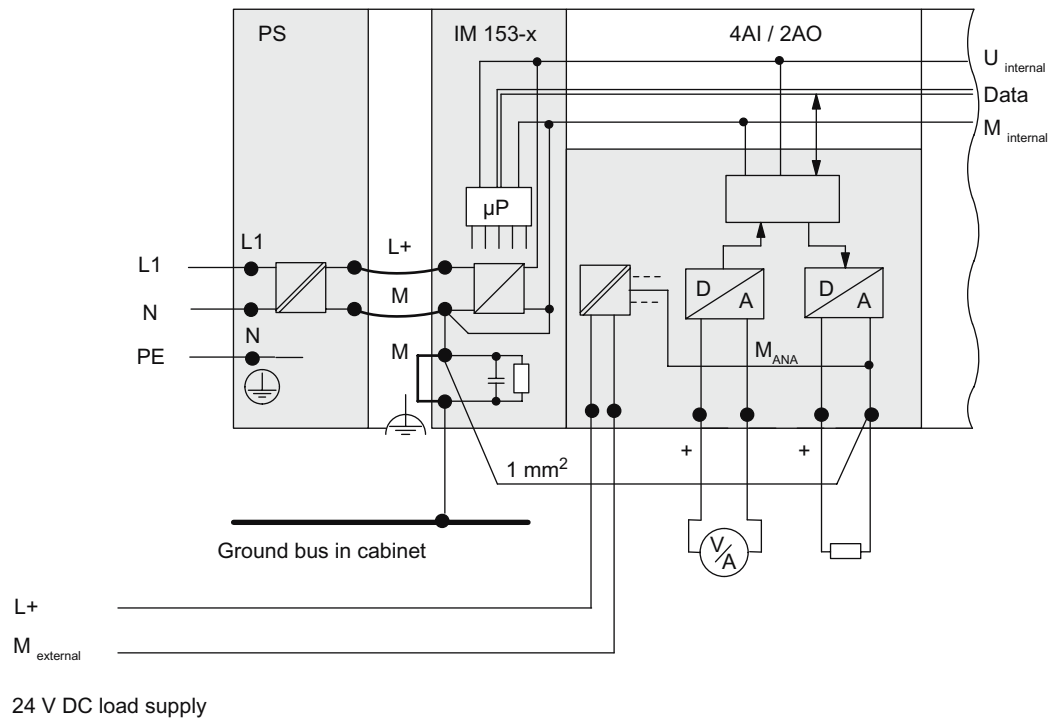 PS
IM 153-x
4AI / 2AO
U internal
Data
M internal
µP
L1
L+
L1
D
A
D
A
M
N
N
M
PE
MANA
+
+
1 mm²
V/A
Ground bus in cabinet
L+
M external
24 V DC load supply